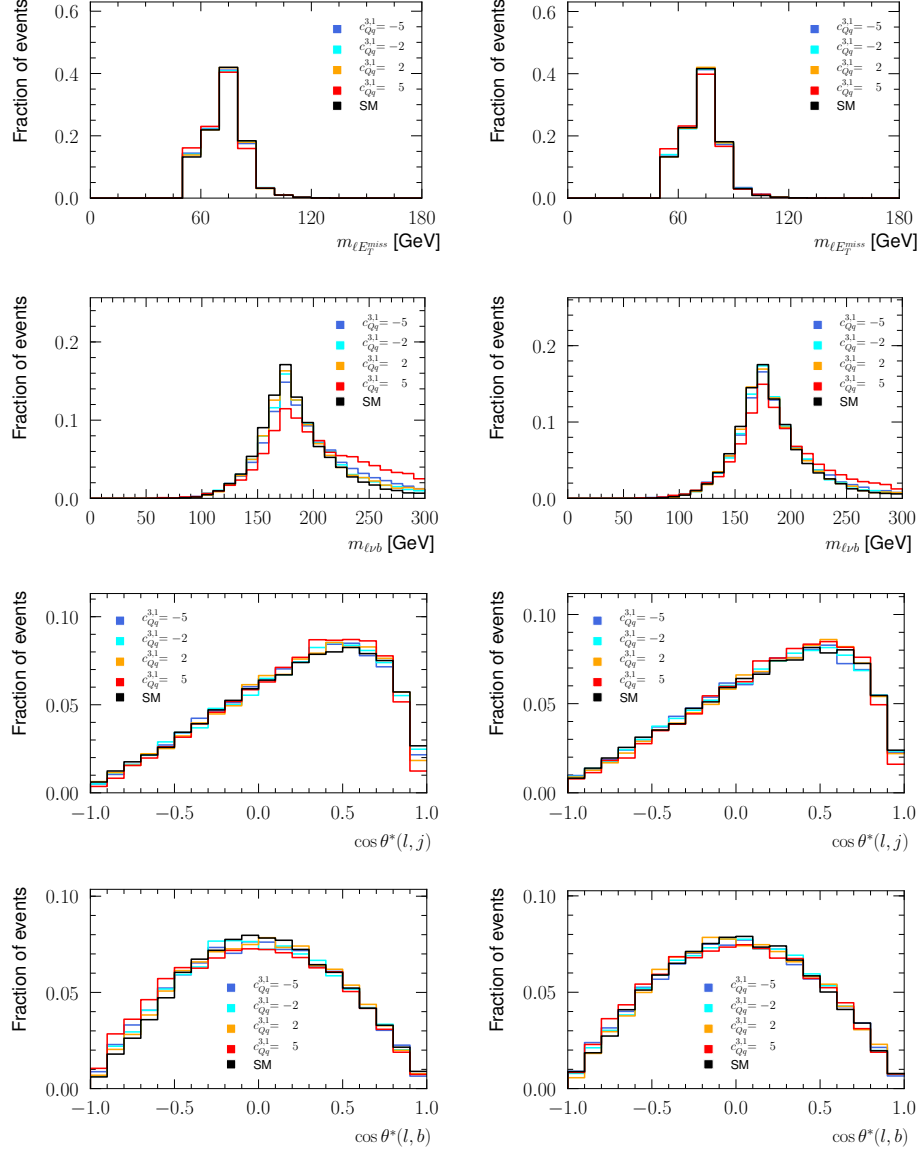 Fraction of events
0.6
0.4
0.2
0.0
c_{Qq}^{3,1} = −5
c_{Qq}^{3,1} = −2
c_{Qq}^{3,1} = 2
c_{Qq}^{3,1} = 5
SM
0 60 120 180
m_{ℓE_T^{miss}} [GeV]
Fraction of events
0.6
0.4
0.2
0.0
c_{Qq}^{3,1} = −5
c_{Qq}^{3,1} = −2
c_{Qq}^{3,1} = 2
c_{Qq}^{3,1} = 5
SM
0 60 120 180
m_{ℓE_T^{miss}} [GeV]
Fraction of events
0.2
0.1
0.0
c_{Qq}^{3,1} = −5
c_{Qq}^{3,1} = −2
c_{Qq}^{3,1} = 2
c_{Qq}^{3,1} = 5
SM
0 50 100 150 200 250 300
m_{ℓνb} [GeV]
Fraction of events
0.2
0.1
0.0
c_{Qq}^{3,1} = −5
c_{Qq}^{3,1} = −2
c_{Qq}^{3,1} = 2
c_{Qq}^{3,1} = 5
SM
0 50 100 150 200 250 300
m_{ℓνb} [GeV]
Fraction of events
0.10
0.05
0.00
c_{Qq}^{3,1} = −5
c_{Qq}^{3,1} = −2
c_{Qq}^{3,1} = 2
c_{Qq}^{3,1} = 5
SM
−1.0 −0.5 0.0 0.5 1.0
cos θ*(l, j)
Fraction of events
0.10
0.05
0.00
c_{Qq}^{3,1} = −5
c_{Qq}^{3,1} = −2
c_{Qq}^{3,1} = 2
c_{Qq}^{3,1} = 5
SM
−1.0 −0.5 0.0 0.5 1.0
cos θ*(l, j)
Fraction of events
0.10
0.05
0.00
c_{Qq}^{3,1} = −5
c_{Qq}^{3,1} = −2
c_{Qq}^{3,1} = 2
c_{Qq}^{3,1} = 5
SM
−1.0 −0.5 0.0 0.5 1.0
cos θ*(l, b)
Fraction of events
0.10
0.05
0.00
c_{Qq}^{3,1} = −5
c_{Qq}^{3,1} = −2
c_{Qq}^{3,1} = 2
c_{Qq}^{3,1} = 5
SM
−1.0 −0.5 0.0 0.5 1.0
cos θ*(l, b)